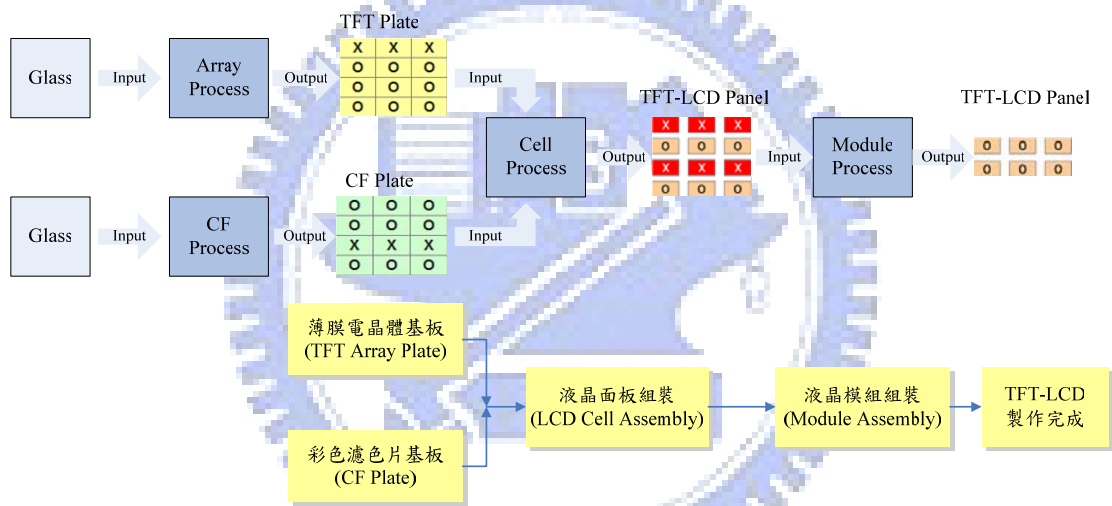 TFT Plate
X X X
O O O
O O O
O O O
Glass
Input
Array
Process
Output
Input
TFT-LCD Panel
X X X
O O O
X X X
O O O
TFT-LCD Panel
O O O
O O O
Cell
Process
Output
Input
Module
Process
Output
CF Plate
O O O
O O O
X X X
O O O
Glass
Input
CF
Process
Output
Input
薄膜電晶體基板
(TFT Array Plate)
液晶面板組裝
(LCD Cell Assembly)
液晶模組組裝
(Module Assembly)
TFT-LCD
製作完成
彩色濾色片基板
(CF Plate)